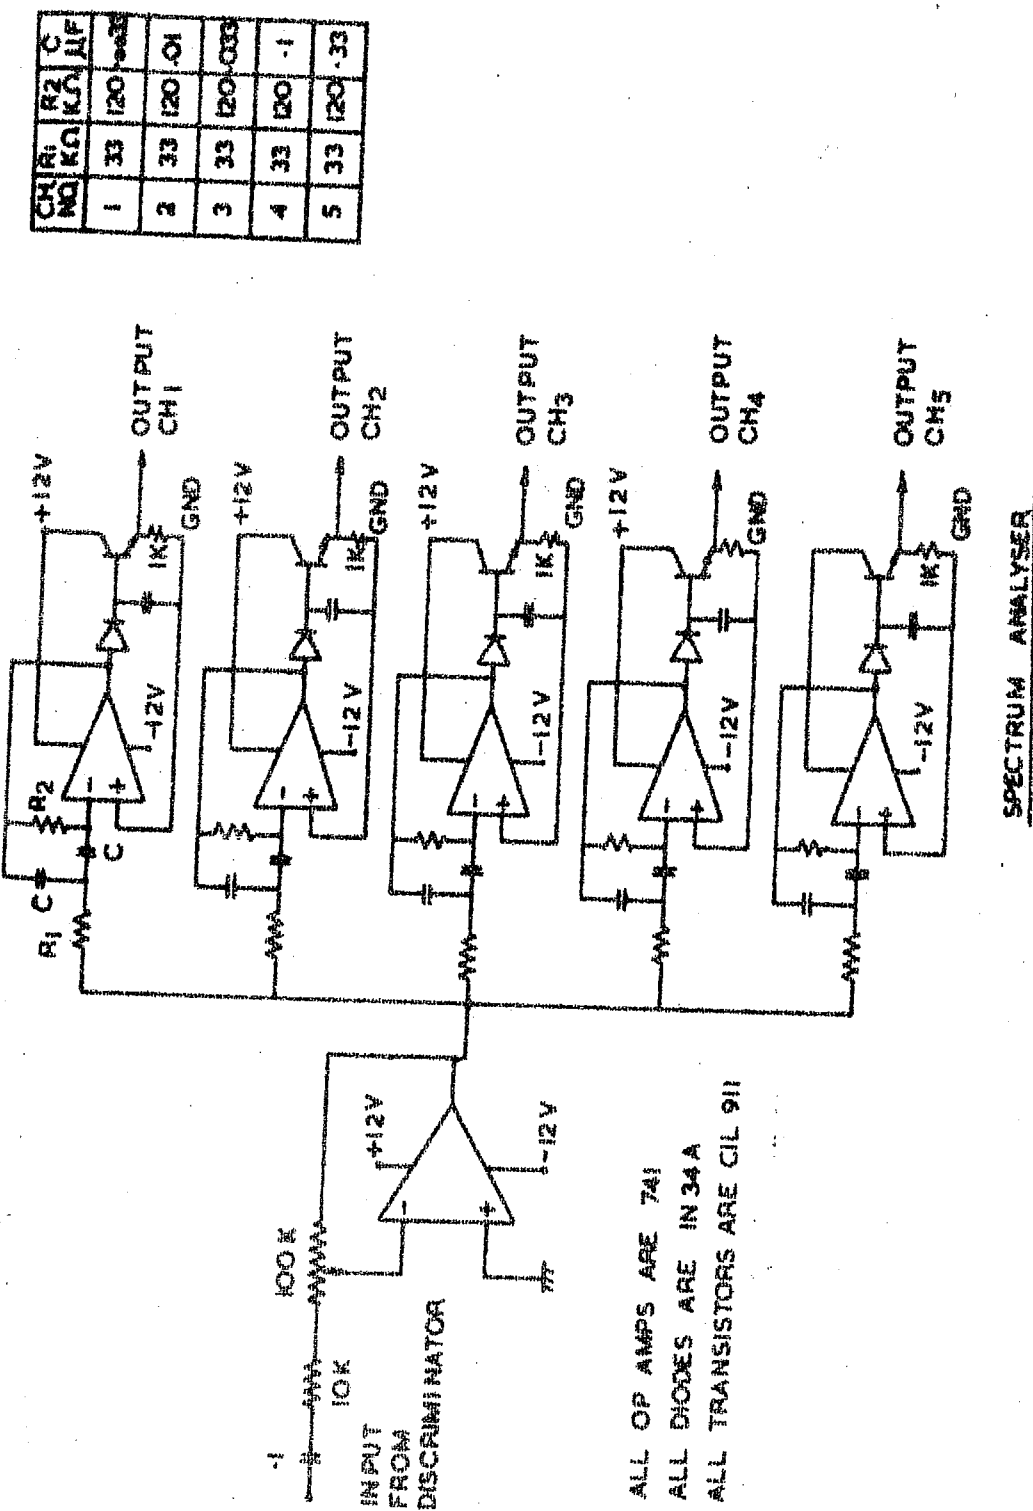 CH. NO. R1 KΩ R2 KΩ C µF
1 33 120
2 33 120 .01
3 33 120 .033
4 33 120 .1
5 33 120 .33
+12V
OUTPUT
CH1
R1
C
R2
C
-
+
-12V
1K
GND
+12V
OUTPUT
CH2
-
+
-12V
1K
GND
+12V
OUTPUT
CH3
-
+
-12V
1K
GND
+12V
OUTPUT
CH4
-
+
-12V
GND
OUTPUT
CH5
-
+
-12V
1K
GND
.1
10K
100K
INPUT
FROM
DISCRIMINATOR
+12V
-
+
-12V
ALL OP AMPS ARE 741
ALL DIODES ARE IN 34 A
ALL TRANSISTORS ARE CIL 911
SPECTRUM ANALYSER